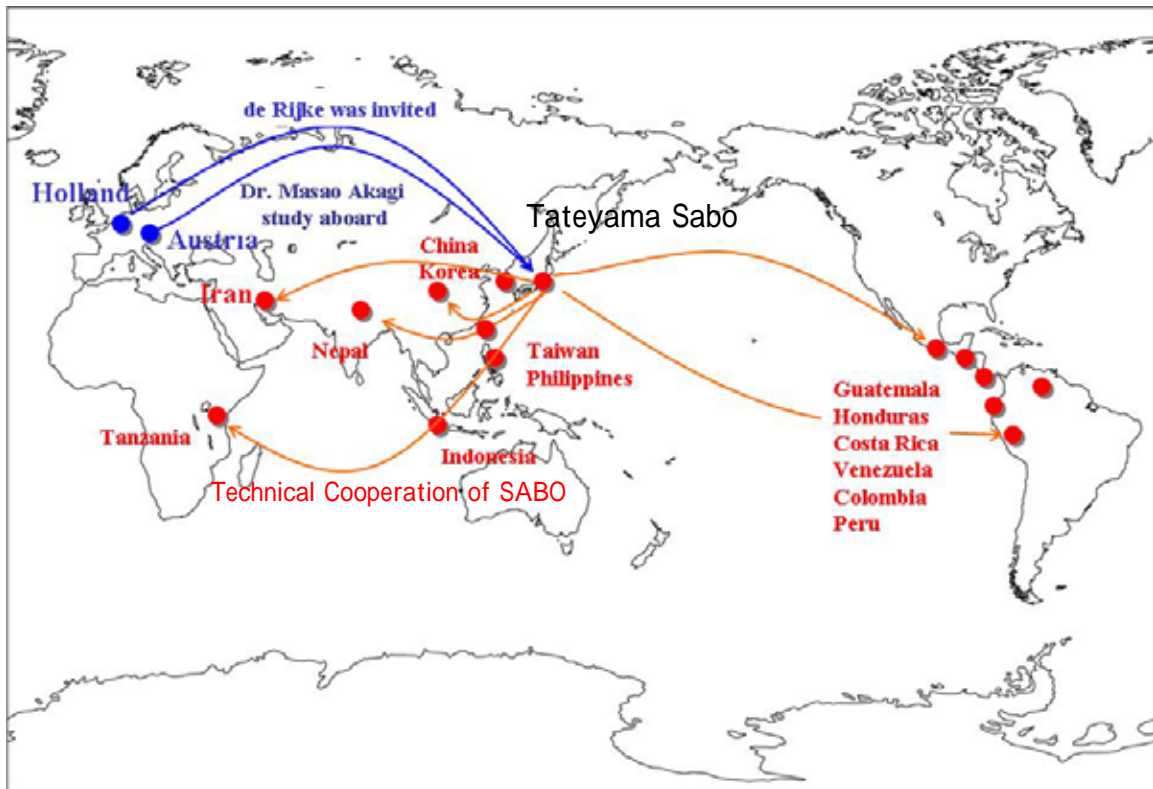 de Rijke was invited
Holland
Dr. Masao Akagi
study aboard
Austria
Tateyama Sabo
China
Korea
Iran
Nepal
Taiwan
Philippines
Tanzania
Indonesia
Technical Cooperation of SABO
Guatemala
Honduras
Costa Rica
Venezuela
Colombia
Peru